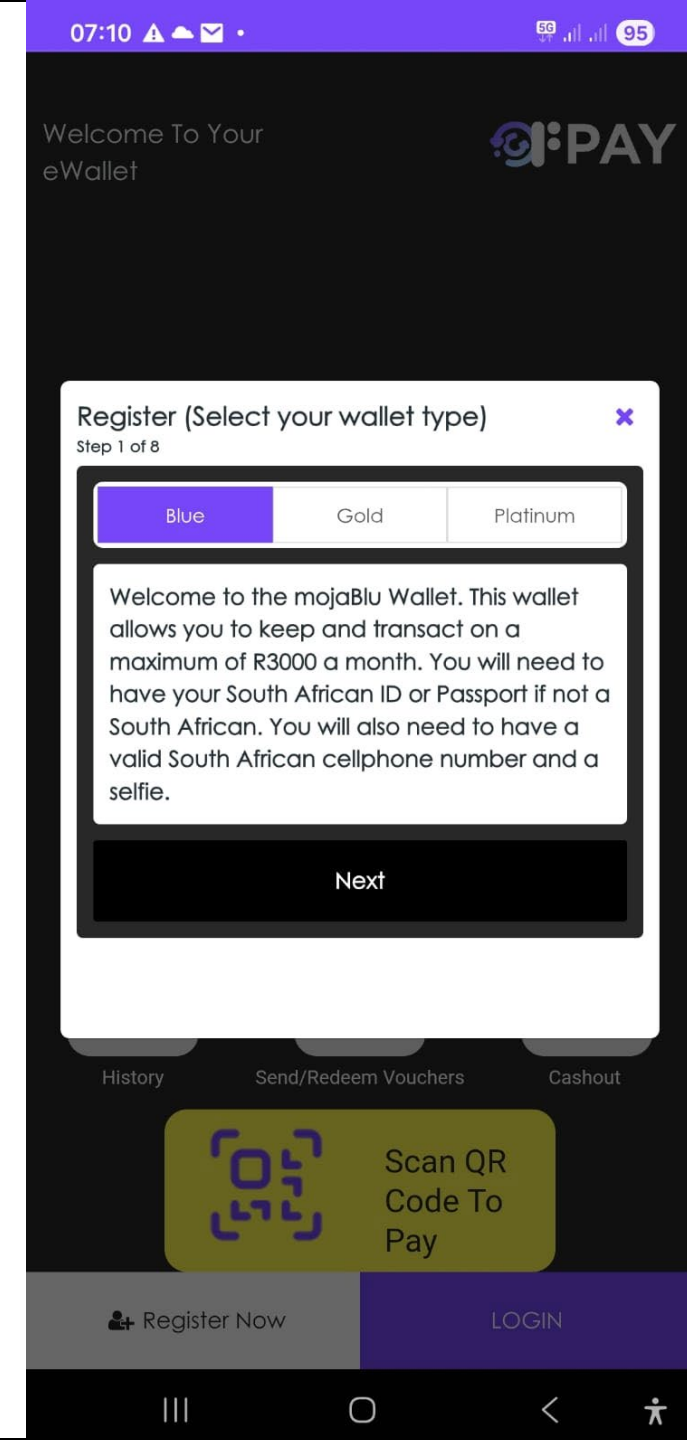 07:10
5G
95
Welcome To Your
eWallet
PAY
Register (Select your wallet type)
Step 1 of 8
Blue
Gold
Platinum
Welcome to the mojaBlu Wallet. This wallet
allows you to keep and transact on a
maximum of R3000 a month. You will need to
have your South African ID or Passport if not a
South African. You will also need to have a
valid South African cellphone number and a
selfie.
Next
History
Send/Redeem Vouchers
Cashout
Scan QR
Code To
Pay
Register Now
LOGIN